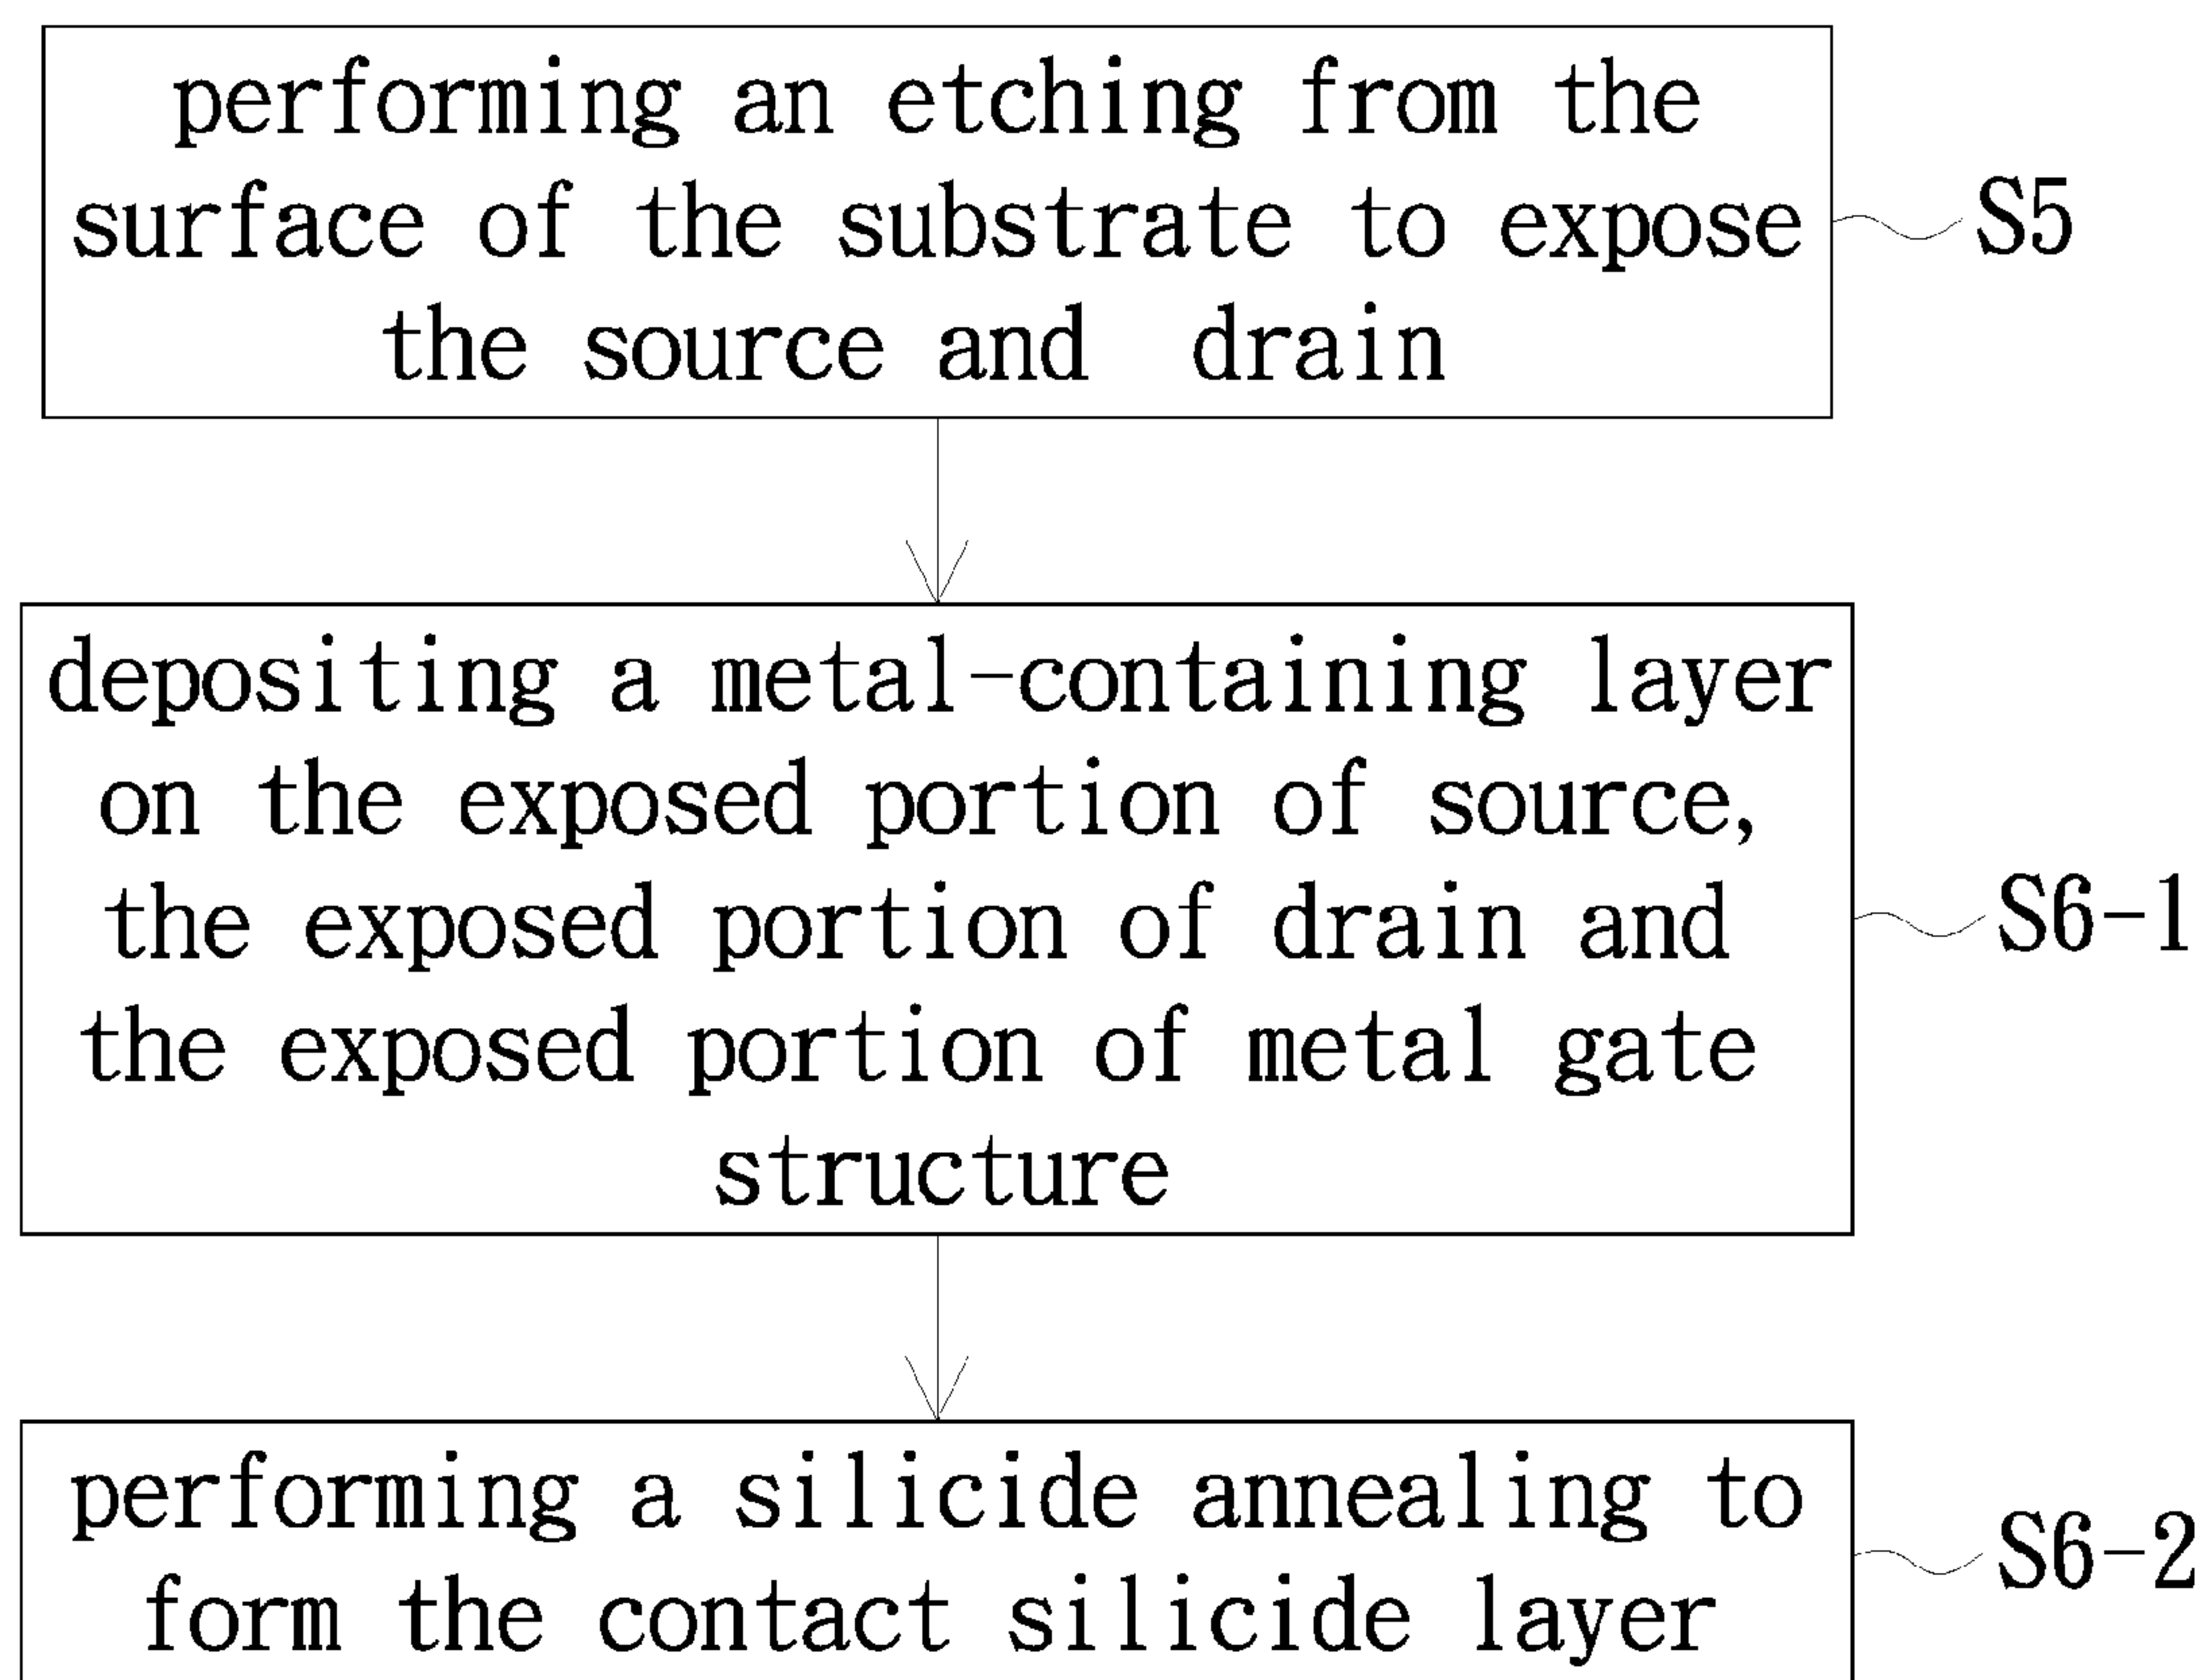 performing an etching from the
surface of the substrate to expose
the source and drain
S5
depositing a metal-containing layer
on the exposed portion of source,
the exposed portion of drain and
the exposed portion of metal gate
structure
S6-1
performing a silicide annealing to
form the contact silicide layer
S6-2